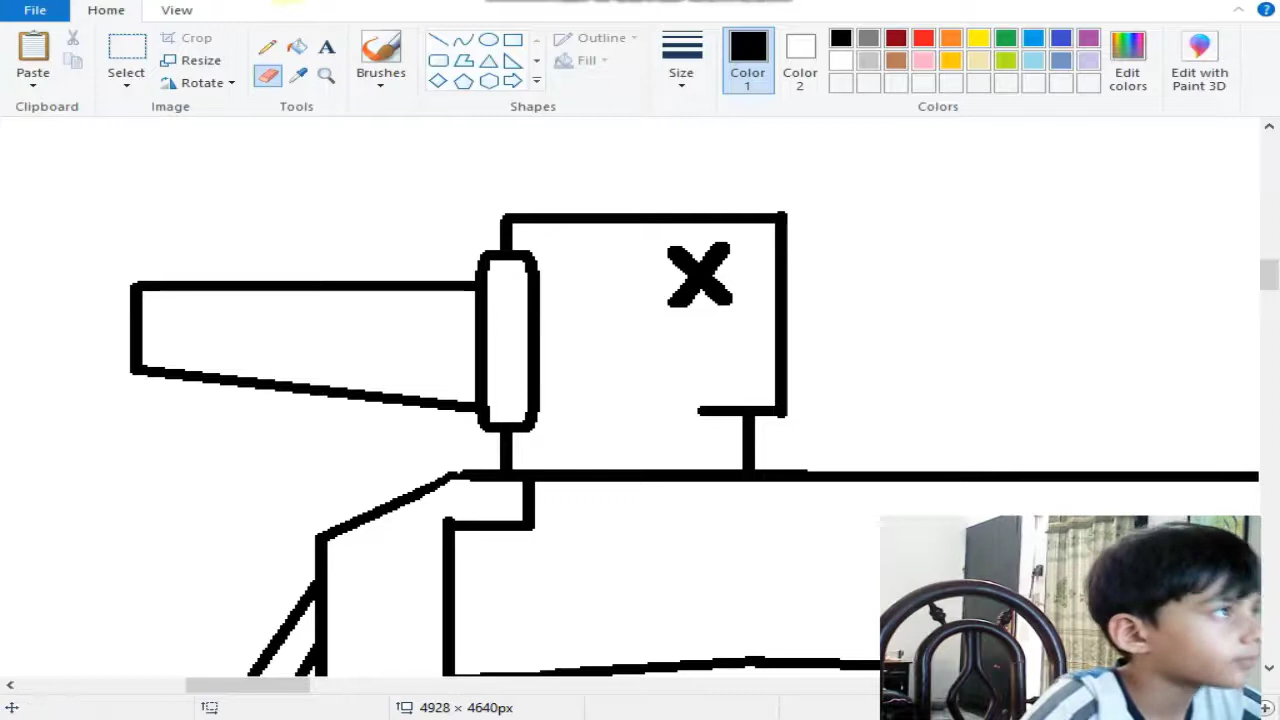 File Home View
Paste
Clipboard
Select
Crop
Resize
Rotate
Image
Tools
Brushes
Outline
Fill
Shapes
Size
Color 1
Color 2
Edit colors
Colors
Edit with Paint 3D
4928 × 4640px